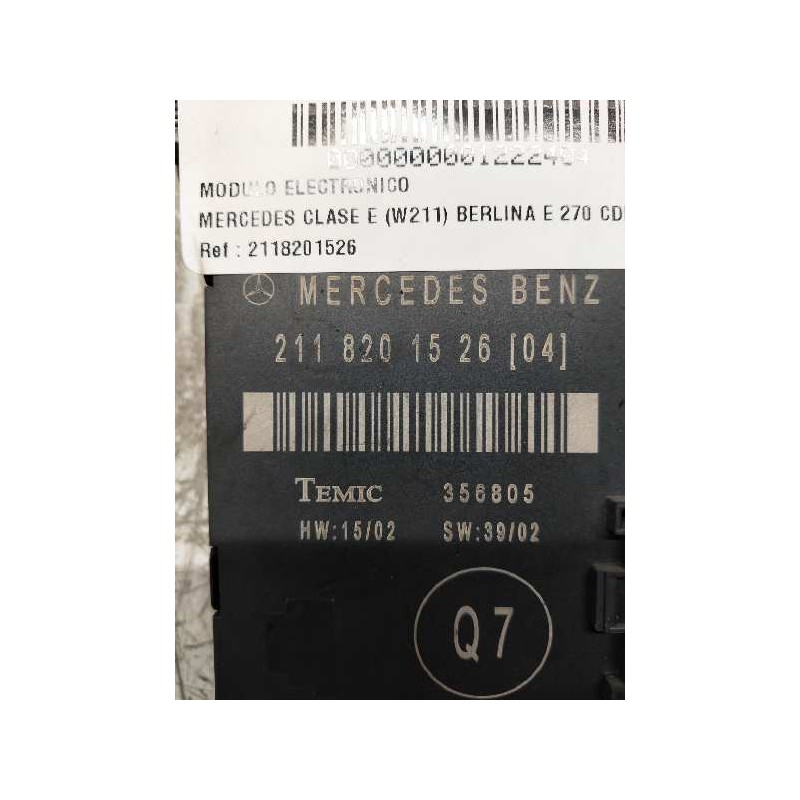 MODULO ELECTRONICO
MERCEDES CLASE E (W211) BERLINA E 270 CD
Ref : 2118201526
MERCEDES BENZ
211 820 15 26 [04]
TEMIC 356805
HW:15/02 SW:39/02
Q7